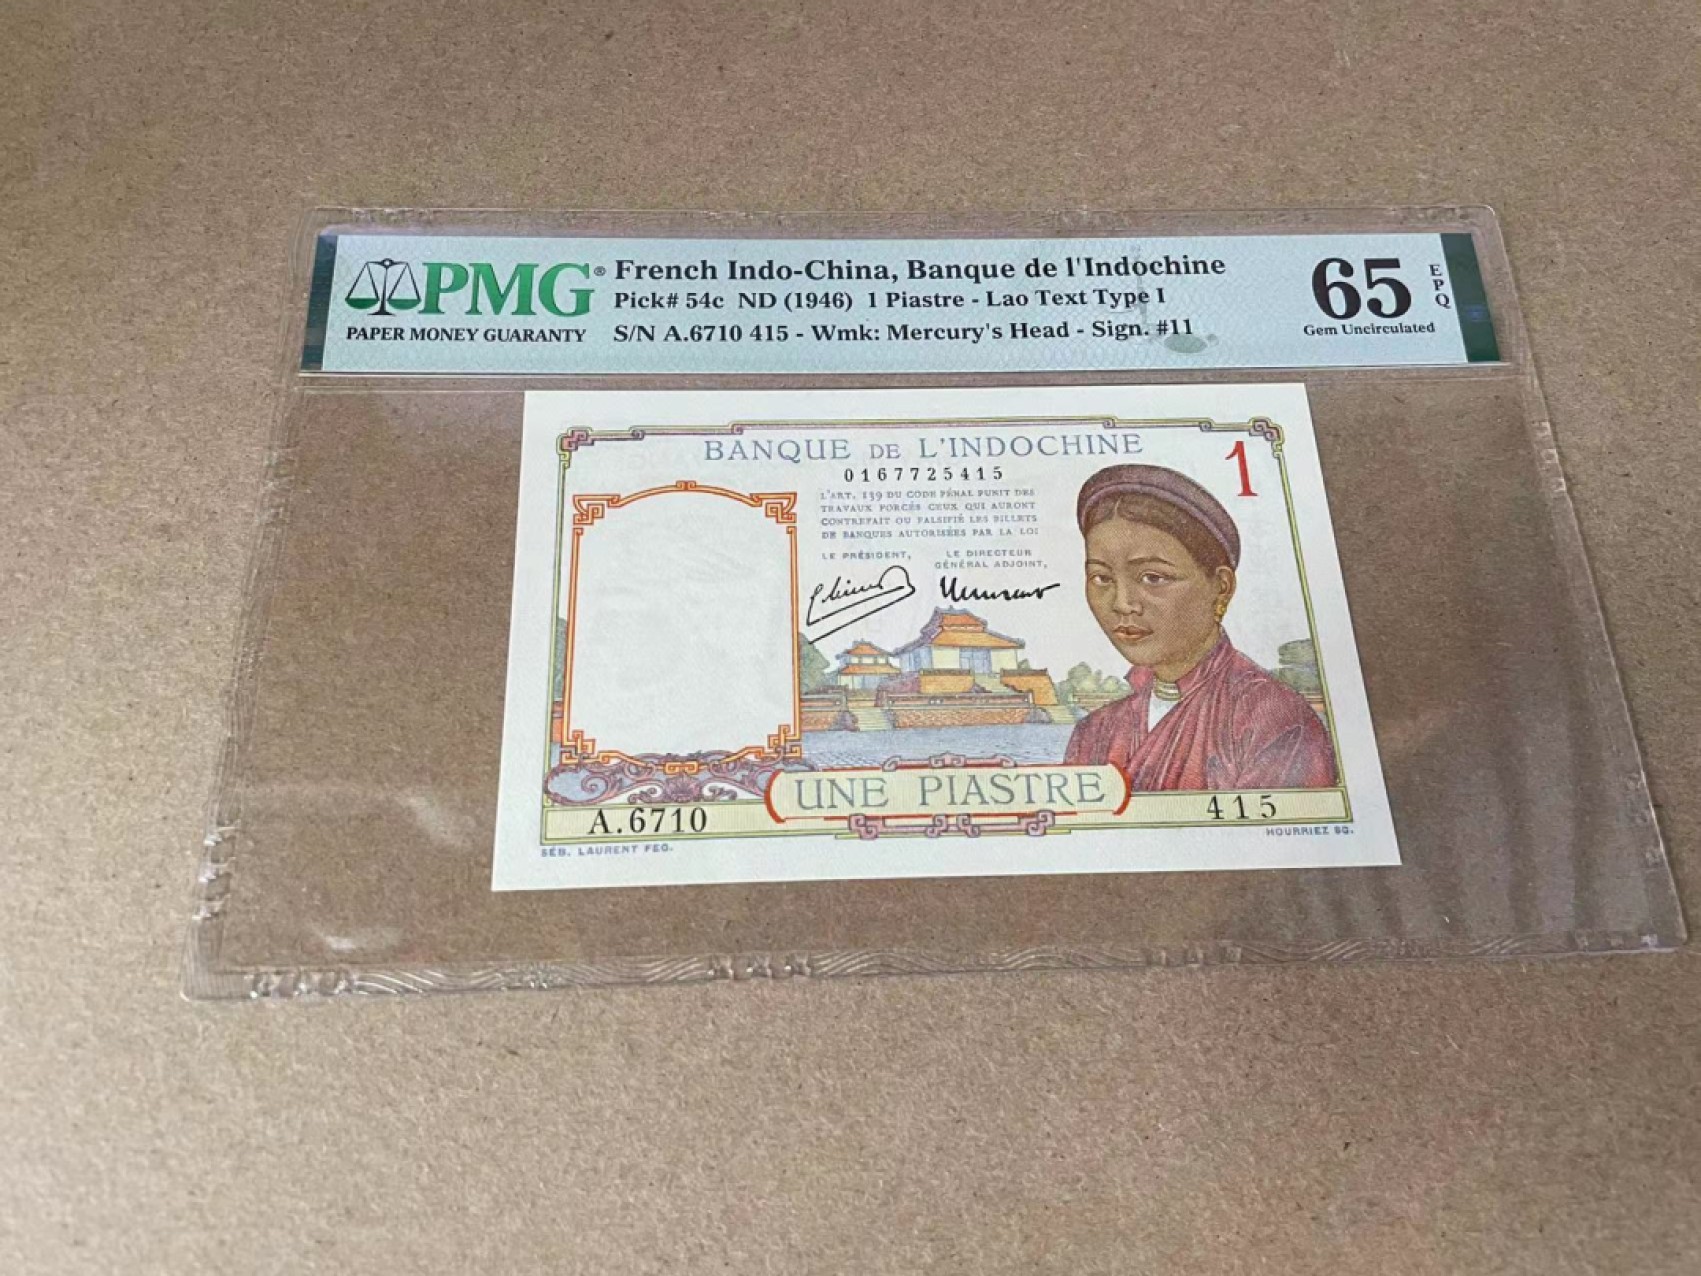 PMG®
PAPER MONEY GUARANTY
French Indo-China, Banque de l'Indochine
Pick# 54c ND (1946) 1 Piastre - Lao Text Type I
S/N A.6710 415 - Wmk: Mercury's Head - Sign. #11
65
EPQ
Gem Uncirculated
BANQUE DE L'INDOCHINE
1
0167725415
L'ART. 139 DU CODE PÉNAL PUNIT DES
TRAVAUX FORCÉS CEUX QUI AURONT
CONTREFAIT OU FALSIFIÉ LES BILLETS
DE BANQUES AUTORISÉES PAR LA LOI
LE PRÉSIDENT,
LE DIRECTEUR
GÉNÉRAL ADJOINT,
UNE PIASTRE
A.6710
415
SÉB. LAURENT FEC.
HOURRIEZ SC.